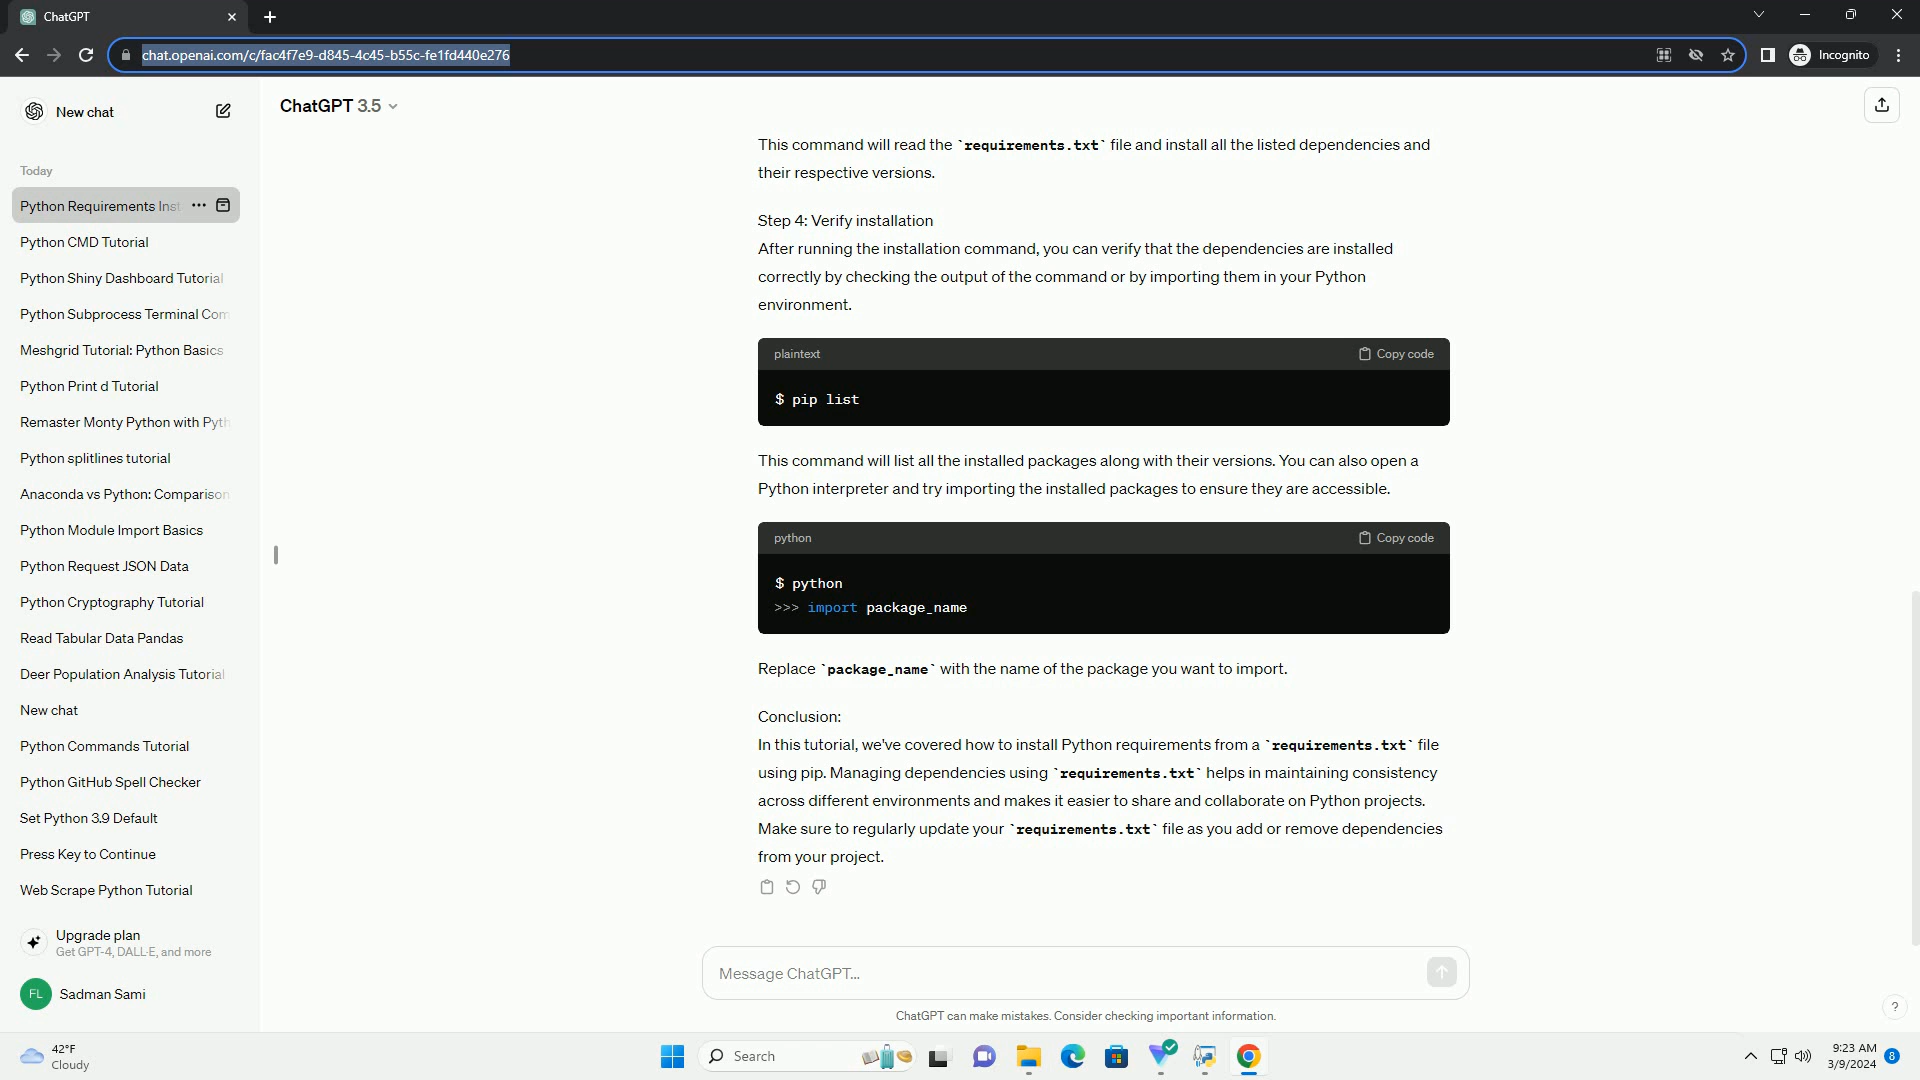 ChatGPT
chat.openai.com/c/fac4f7e9-d845-4c45-b55c-fe1fd440e276
Incognito
New chat
ChatGPT 3.5
Today
Python Requirements Inst
Python CMD Tutorial
Python Shiny Dashboard Tutorial
Python Subprocess Terminal Com
Meshgrid Tutorial: Python Basics
Python Print d Tutorial
Remaster Monty Python with Pyth
Python splitlines tutorial
Anaconda vs Python: Comparison
Python Module Import Basics
Python Request JSON Data
Python Cryptography Tutorial
Read Tabular Data Pandas
Deer Population Analysis Tutorial
New chat
Python Commands Tutorial
Python GitHub Spell Checker
Set Python 3.9 Default
Press Key to Continue
Web Scrape Python Tutorial
Upgrade plan
Get GPT-4, DALL·E, and more
FL Sadman Sami
This command will read the `requirements.txt` file and install all the listed dependencies and
their respective versions.
Step 4: Verify installation
After running the installation command, you can verify that the dependencies are installed
correctly by checking the output of the command or by importing them in your Python
environment.
plaintext Copy code
$ pip list
This command will list all the installed packages along with their versions. You can also open a
Python interpreter and try importing the installed packages to ensure they are accessible.
python Copy code
$ python
>>> import package_name
Replace `package_name` with the name of the package you want to import.
Conclusion:
In this tutorial, we've covered how to install Python requirements from a `requirements.txt` file
using pip. Managing dependencies using `requirements.txt` helps in maintaining consistency
across different environments and makes it easier to share and collaborate on Python projects.
Make sure to regularly update your `requirements.txt` file as you add or remove dependencies
from your project.
Message ChatGPT...
ChatGPT can make mistakes. Consider checking important information.
?
42°F
Cloudy
Search
9:23 AM
3/9/2024
8